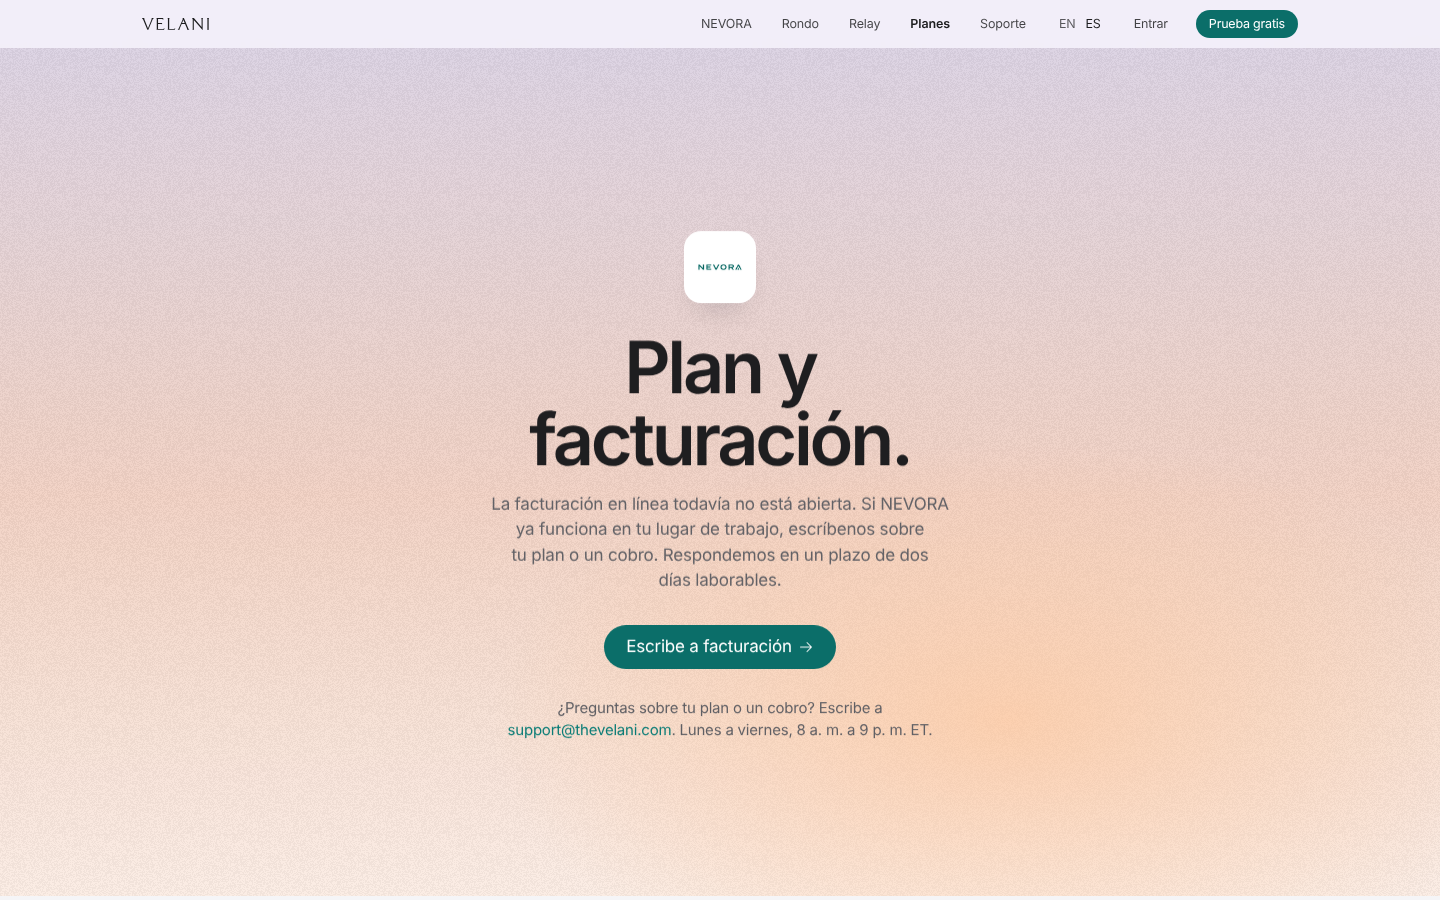 VELANI
NEVORA Rondo Relay Planes Soporte EN ES Entrar Prueba gratis
NEVORA
Plan y
facturación.
La facturación en línea todavía no está abierta. Si NEVORA
ya funciona en tu lugar de trabajo, escríbenos sobre
tu plan o un cobro. Respondemos en un plazo de dos
días laborables.
Escribe a facturación →
¿Preguntas sobre tu plan o un cobro? Escribe a
support@thevelani.com. Lunes a viernes, 8 a. m. a 9 p. m. ET.